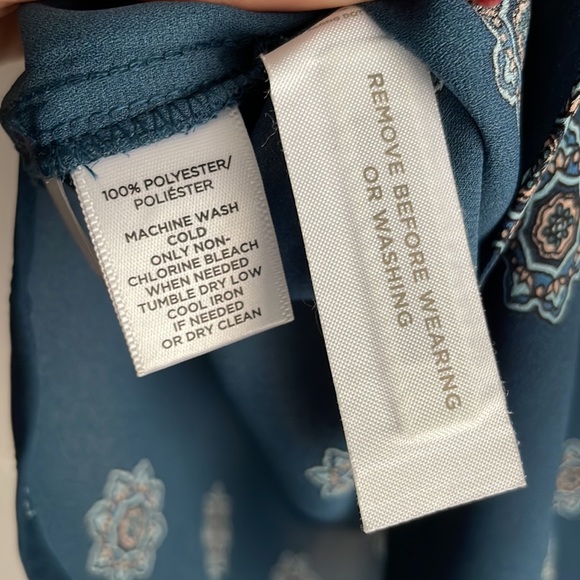 100% POLYESTER/
POLIÉSTER
MACHINE WASH
COLD
ONLY NON-
CHLORINE BLEACH
WHEN NEEDED
TUMBLE DRY LOW
COOL IRON
IF NEEDED
OR DRY CLEAN
REMOVE BEFORE WEARING
OR WASHING